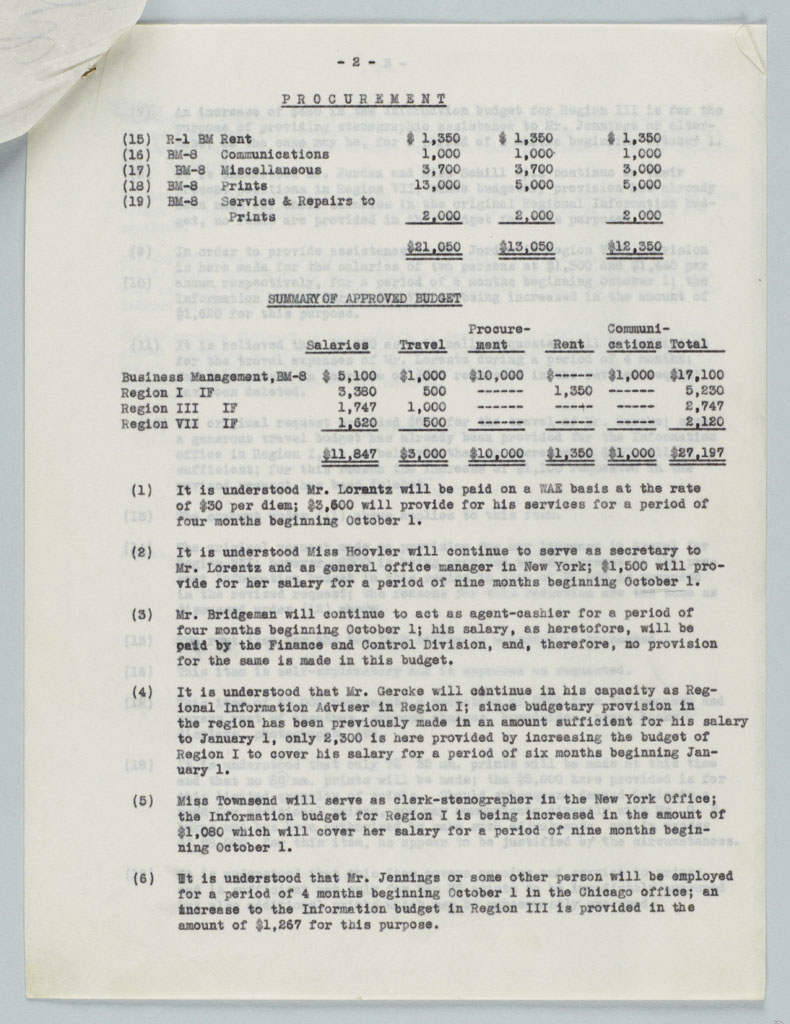 - 2 -
PROCUREMENT
(15) R-1 BM Rent $ 1,350 $ 1,350 $ 1,350
(16) BM-8 Communications 1,000 1,000 1,000
(17) BM-8 Miscellaneous 3,700 3,700 3,000
(18) BM-8 Prints 13,000 5,000 5,000
(19) BM-8 Service & Repairs to
Prints 2,000 2,000 2,000
$21,050 $13,050 $12,350
SUMMARY OF APPROVED BUDGET
Procure- Communi-
Salaries Travel ment Rent cations Total
Business Management,BM-8 $ 5,100 $1,000 $10,000 $----- $1,000 $17,100
Region I IF 3,380 500 ------ 1,350 ----- 5,230
Region III IF 1,747 1,000 ------ ----- ----- 2,747
Region VII IF 1,620 500 ------ ----- ----- 2,120
$11,847 $3,000 $10,000 $1,350 $1,000 $27,197
(1) It is understood Mr. Lorantz will be paid on a WAE basis at the rate
of $30 per diem; $3,600 will provide for his services for a period of
four months beginning October 1.
(2) It is understood Miss Hoovler will continue to serve as secretary to
Mr. Lorentz and as general office manager in New York; $1,500 will pro-
vide for her salary for a period of nine months beginning October 1.
(3) Mr. Bridgeman will continue to act as agent-cashier for a period of
four months beginning October 1; his salary, as heretofore, will be
paid by the Finance and Control Division, and, therefore, no provision
for the same is made in this budget.
(4) It is understood that Mr. Gercke will continue in his capacity as Reg-
ional Information Adviser in Region I; since budgetary provision in
the region has been previously made in an amount sufficient for his salary
to January 1, only 2,300 is here provided by increasing the budget of
Region I to cover his salary for a period of six months beginning Jan-
uary 1.
(5) Miss Townsend will serve as clerk-stenographer in the New York Office;
the Information budget for Region I is being increased in the amount of
$1,080 which will cover her salary for a period of nine months begin-
ning October 1.
(6) It is understood that Mr. Jennings or some other person will be employed
for a period of 4 months beginning October 1 in the Chicago office; an
increase to the Information budget in Region III is provided in the
amount of $1,267 for this purpose.